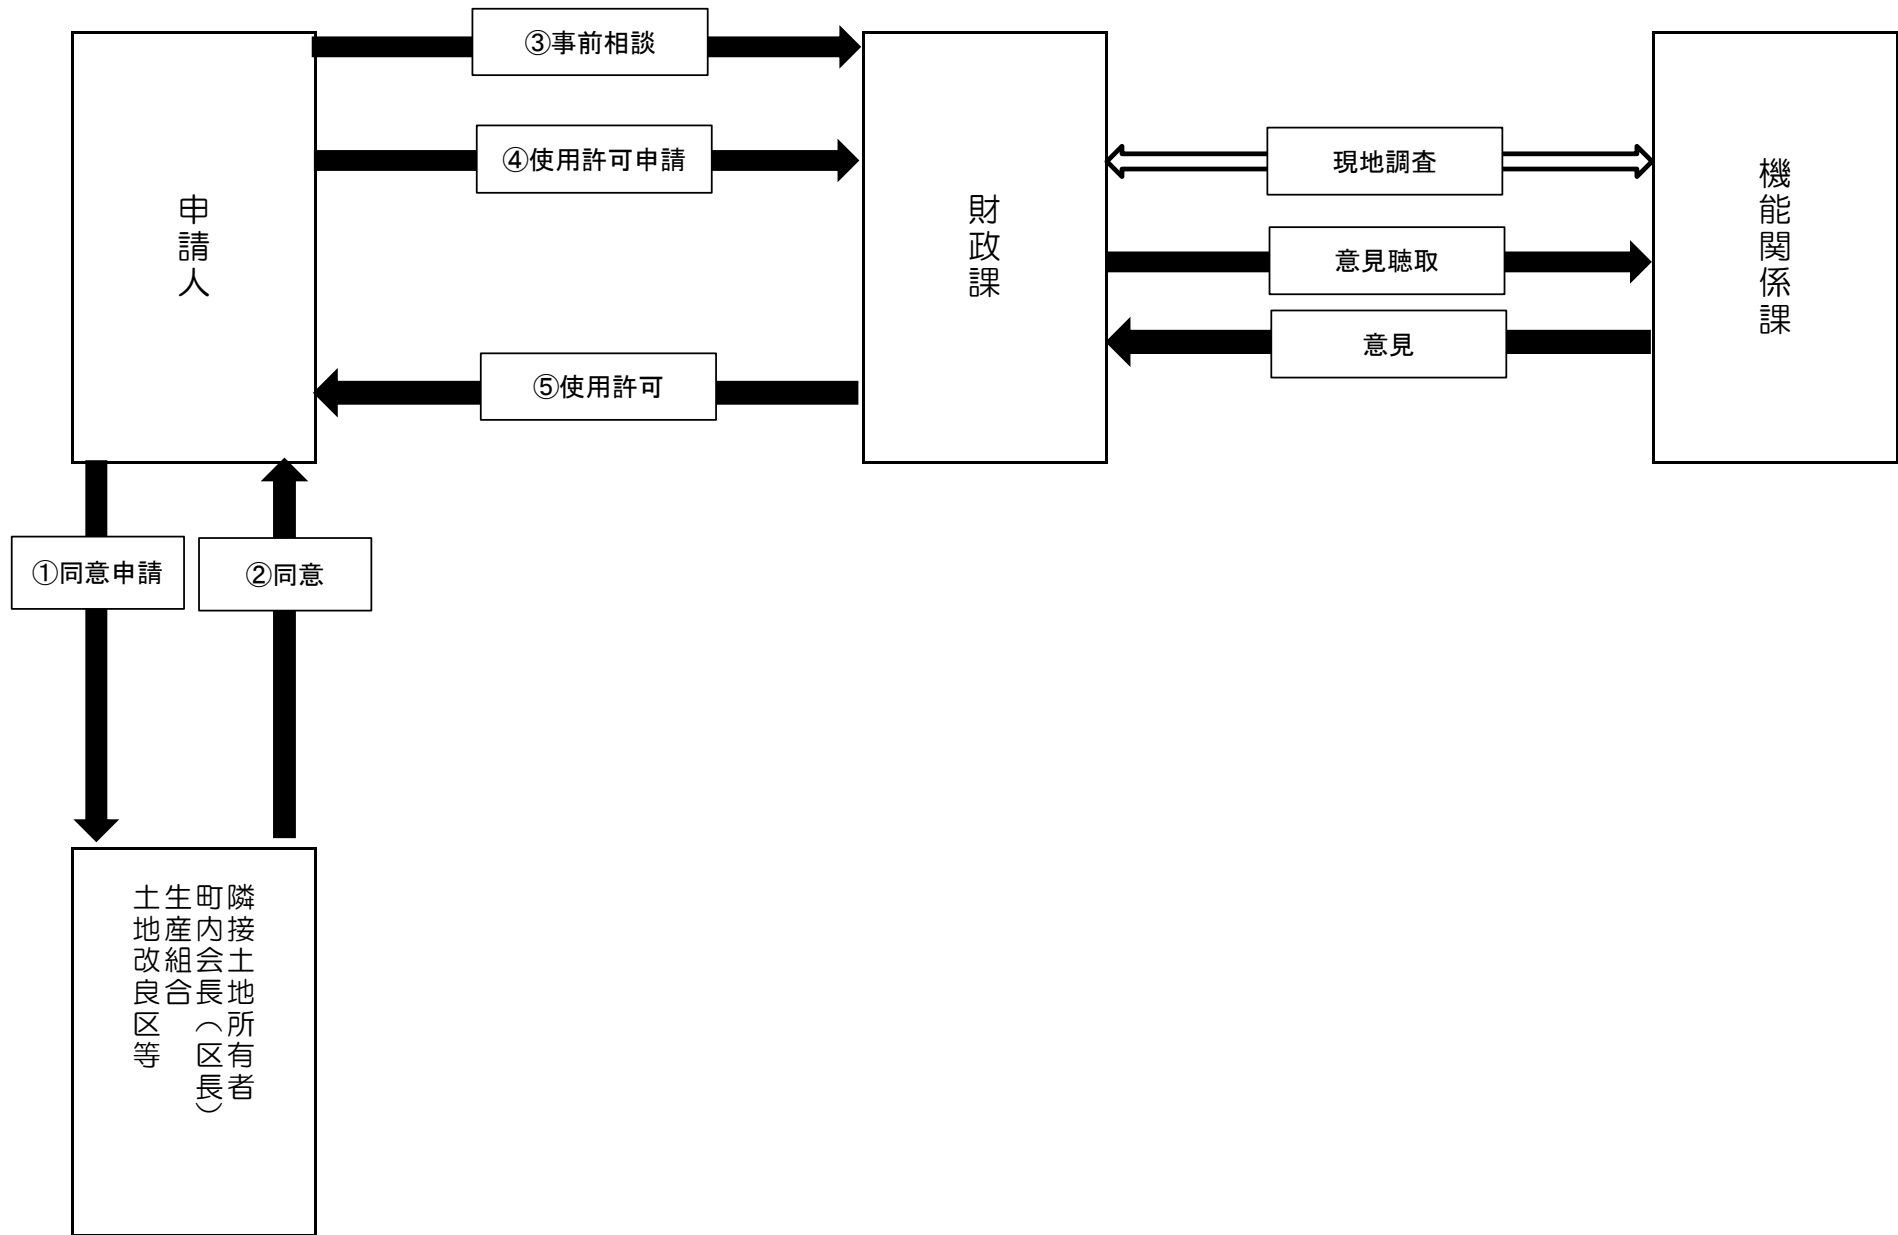 ③事前相談
④使用許可申請
現地調査
申請人
財政課
機能関係課
意見聴取
意見
⑤使用許可
①同意申請
②同意
隣接土地所有者
町内会長（区長）
生産組合
土地改良区等